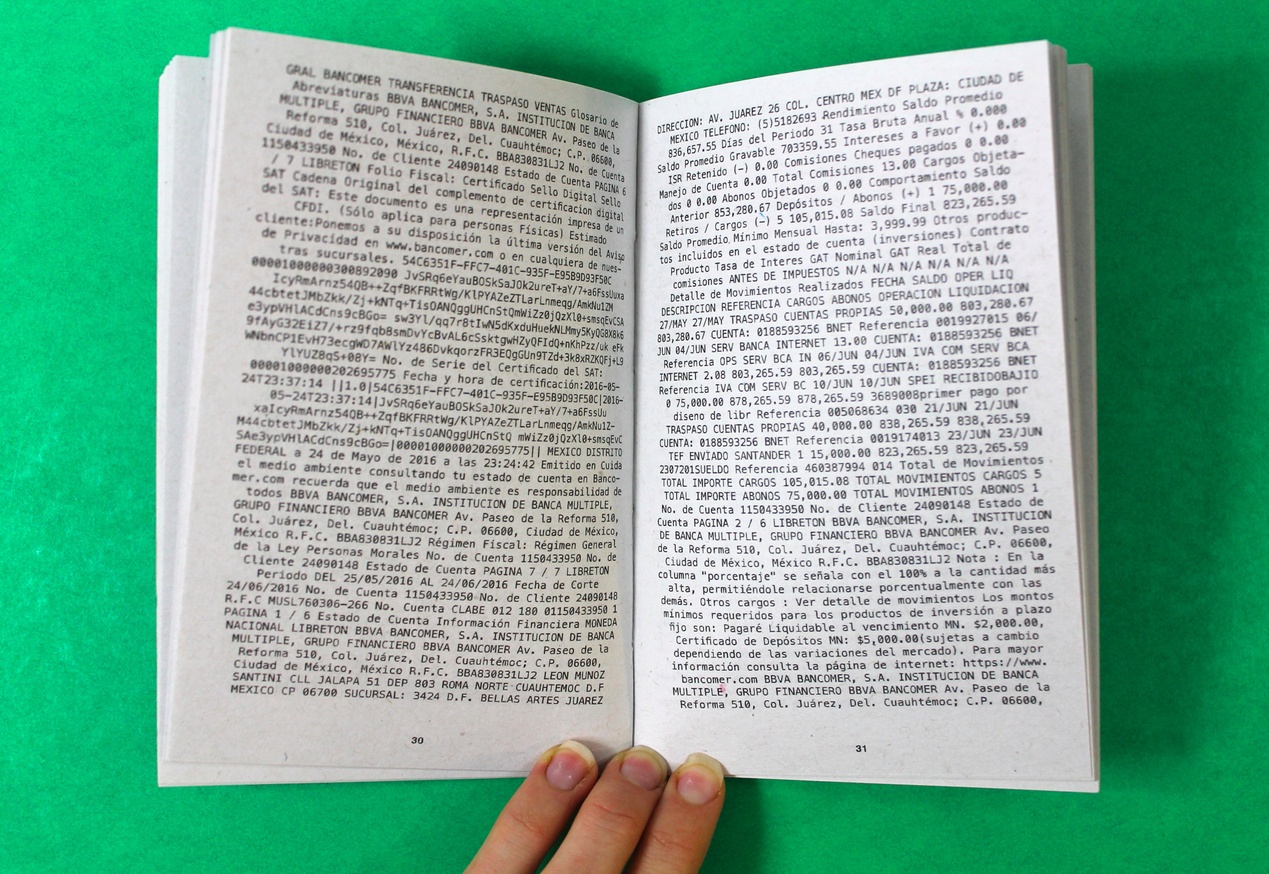 GRAL BANCOMER TRANSFERENCIA TRASPASO VENTAS Glosario de
Abreviaturas BBVA BANCOMER, S.A. INSTITUCION DE BANCA
MULTIPLE, GRUPO FINANCIERO BBVA BANCOMER Av. Paseo de la
Reforma 510, Col. Juárez, Del. Cuauhtémoc; C.P. 06600,
Ciudad de México, México, R.F.C. BBA830831LJ2 No. de Cuenta
1150433950 No. de Cliente 24090148 Estado de Cuenta PAGINA 6
/ 7 LIBRETON Folio Fiscal: Certificado Sello Digital Sello
SAT Cadena Original del complemento de certificacion digital
del SAT: Este documento es una representación impresa de un
CFDI. (Sólo aplica para personas Físicas) Estimado
cliente:Ponemos a su disposición la última versión del Aviso
de Privacidad en www.bancomer.com o en cualquiera de nues-
tras sucursales. 54C6351F-FFC7-401C-935F-E95B9D93F50C
00001000000300892090 JvSRq6eYauBOSkSaJOk2ureT+aY/7+a6FssUuxa
IcyRmArnz54QB++ZqfBKFRRtWg/KlPYAZeZTLarLnmeqg/AmkNu1ZM
44cbtetJMbZkk/Zj+kNTq+TisOANQggUHCnStQmWiZz0jQzXl0+smsqEvCSA
e3ypVHlACdCns9cBGo= sw3Yl/qq7r8tIwN5dKxduHuekNLMmy5KyQG8X8k6
9fAyG32EiZ7/+rz9fqb8smDvYcBvAL6cSsktgwHZyQFIdQ+nKhPzz/uk eFk
WNbnCP1EvH73ecgWD7AWlYz486DvkqorzFR3EQgGUn9TZd+3k8xRZKQFj+L9
YlYUZ8qS+08Y= No. de Serie del Certificado del SAT:
00001000000202695775 Fecha y hora de certificación:2016-05-
24T23:37:14 ||1.0|54C6351F-FFC7-401C-935F-E95B9D93F50C|2016-
05-24T23:37:14|JvSRq6eYauBOSkSaJOk2ureT+aY/7+a6FssUu
xaIcyRmArnz54QB++ZqfBKFRRtWg/KlPYAZeZTLarLnmeqg/AmkNu1Z-
M44cbtetJMbZkk/Zj+kNTq+TisOANQggUHCnStQ mWiZz0jQzXl0+smsqEvC
SAe3ypVHlACdCns9cBGo=|00001000000202695775|| MEXICO DISTRITO
FEDERAL a 24 de Mayo de 2016 a las 23:24:42 Emitido en Cuida
el medio ambiente consultando tu estado de cuenta en Banco-
mer.com recuerda que el medio ambiente es responsabilidad de
todos BBVA BANCOMER, S.A. INSTITUCION DE BANCA MULTIPLE,
GRUPO FINANCIERO BBVA BANCOMER Av. Paseo de la Reforma 510,
Col. Juárez, Del. Cuauhtémoc; C.P. 06600, Ciudad de México,
México R.F.C. BBA830831LJ2 Régimen Fiscal: Régimen General
de la Ley Personas Morales No. de Cuenta 1150433950 No. de
Cliente 24090148 Estado de Cuenta PAGINA 7 / 7 LIBRETON
Periodo DEL 25/05/2016 AL 24/06/2016 Fecha de Corte
24/06/2016 No. de Cuenta 1150433950 No. de Cliente 24090148
R.F.C MUSL760306-266 No. Cuenta CLABE 012 180 01150433950 1
PAGINA 1 / 6 Estado de Cuenta Información Financiera MONEDA
NACIONAL LIBRETON BBVA BANCOMER, S.A. INSTITUCION DE BANCA
MULTIPLE, GRUPO FINANCIERO BBVA BANCOMER Av. Paseo de la
Reforma 510, Col. Juárez, Del. Cuauhtémoc; C.P. 06600,
Ciudad de México, México R.F.C. BBA830831LJ2 LEON MUNOZ
SANTINI CLL JALAPA 51 DEP 803 ROMA NORTE CUAUHTEMOC D.F
MEXICO CP 06700 SUCURSAL: 3424 D.F. BELLAS ARTES JUAREZ
30
DIRECCION: AV. JUAREZ 26 COL. CENTRO MEX DF PLAZA: CIUDAD DE
MEXICO TELEFONO: (5)5182693 Rendimiento Saldo Promedio
836,657.55 Días del Periodo 31 Tasa Bruta Anual % 0.000
Saldo Promedio Gravable 703359.55 Intereses a Favor (+) 0.00
ISR Retenido (-) 0.00 Comisiones Cheques pagados 0 0.00
Manejo de Cuenta 0.00 Total Comisiones 13.00 Cargos Objeta-
dos 0 0.00 Abonos Objetados 0 0.00 Comportamiento Saldo
Anterior 853,280.67 Depósitos / Abonos (+) 1 75,000.00
Retiros / Cargos (-) 5 105,015.08 Saldo Final 823,265.59
Saldo Promedio Mínimo Mensual Hasta: 3,999.99 Otros produc-
tos incluidos en el estado de cuenta (inversiones) Contrato
Producto Tasa de Interes GAT Nominal GAT Real Total de
comisiones ANTES DE IMPUESTOS N/A N/A N/A N/A N/A N/A
Detalle de Movimientos Realizados FECHA SALDO OPER LIQ
DESCRIPCION REFERENCIA CARGOS ABONOS OPERACION LIQUIDACION
27/MAY 27/MAY TRASPASO CUENTAS PROPIAS 50,000.00 803,280.67
803,280.67 CUENTA: 0188593256 BNET Referencia 0019927015 06/
JUN 04/JUN SERV BANCA INTERNET 13.00 CUENTA: 0188593256 BNET
Referencia OPS SERV BCA IN 06/JUN 04/JUN IVA COM SERV BCA
INTERNET 2.08 803,265.59 803,265.59 CUENTA: 0188593256 BNET
Referencia IVA COM SERV BC 10/JUN 10/JUN SPEI RECIBIDOBAJIO
0 75,000.00 878,265.59 878,265.59 3689008primer pago por
diseno de libr Referencia 005068634 030 21/JUN 21/JUN
TRASPASO CUENTAS PROPIAS 40,000.00 838,265.59 838,265.59
CUENTA: 0188593256 BNET Referencia 0019174013 23/JUN 23/JUN
TEF ENVIADO SANTANDER 1 15,000.00 823,265.59 823,265.59
2307201SUELDO Referencia 460387994 014 Total de Movimientos
TOTAL IMPORTE CARGOS 105,015.08 TOTAL MOVIMIENTOS CARGOS 5
TOTAL IMPORTE ABONOS 75,000.00 TOTAL MOVIMIENTOS ABONOS 1
No. de Cuenta 1150433950 No. de Cliente 24090148 Estado de
Cuenta PAGINA 2 / 6 LIBRETON BBVA BANCOMER, S.A. INSTITUCION
DE BANCA MULTIPLE, GRUPO FINANCIERO BBVA BANCOMER Av. Paseo
de la Reforma 510, Col. Juárez, Del. Cuauhtémoc; C.P. 06600,
Ciudad de México, México R.F.C. BBA830831LJ2 Nota : En la
columna "porcentaje" se señala con el 100% a la cantidad más
alta, permitiéndole relacionarse porcentualmente con las
demás. Otros cargos : Ver detalle de movimientos Los montos
mínimos requeridos para los productos de inversión a plazo
fijo son: Pagaré Liquidable al vencimiento MN. $2,000.00,
Certificado de Depósitos MN: $5,000.00(sujetas a cambio
dependiendo de las variaciones del mercado). Para mayor
información consulta la página de internet: https://www.
bancomer.com BBVA BANCOMER, S.A. INSTITUCION DE BANCA
MULTIPLE, GRUPO FINANCIERO BBVA BANCOMER Av. Paseo de la
Reforma 510, Col. Juárez, Del. Cuauhtémoc; C.P. 06600,
31